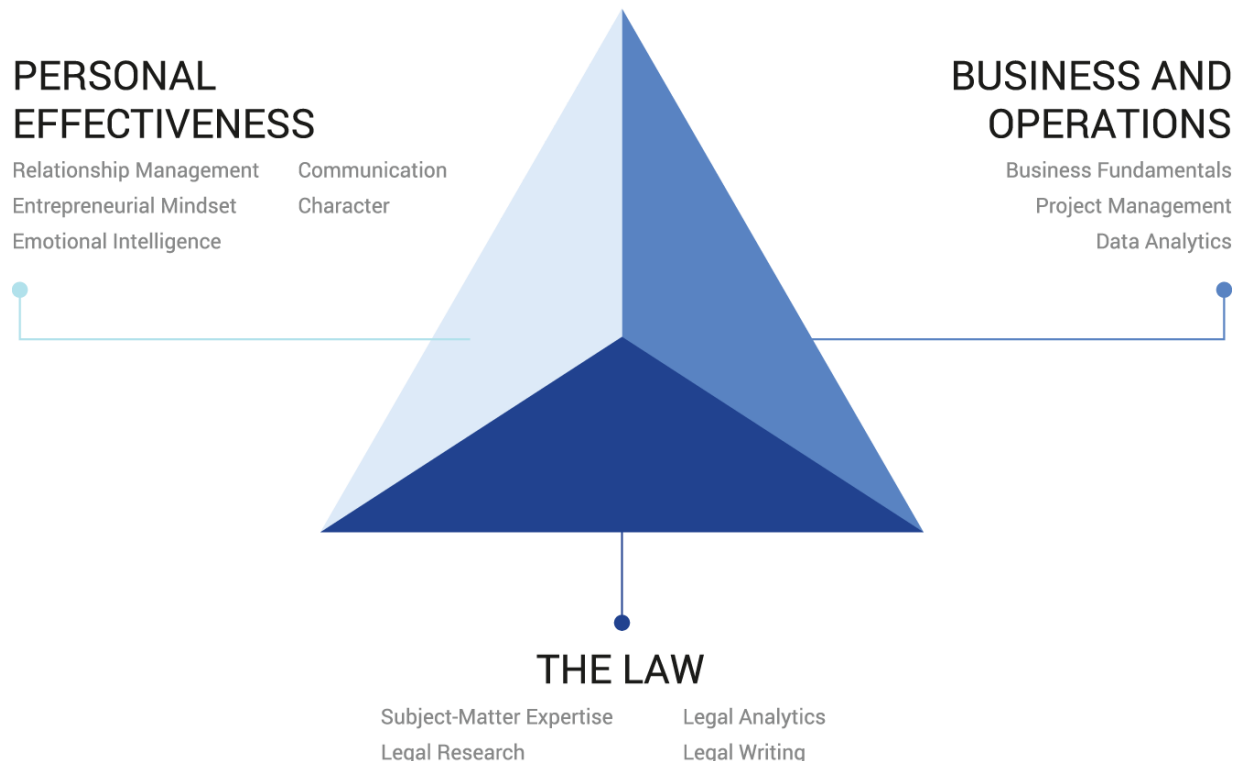 PERSONAL
EFFECTIVENESS
Relationship Management
Entrepreneurial Mindset
Emotional Intelligence
Communication
Character
BUSINESS AND
OPERATIONS
Business Fundamentals
Project Management
Data Analytics
THE LAW
Subject-Matter Expertise
Legal Research
Legal Analytics
Legal Writing